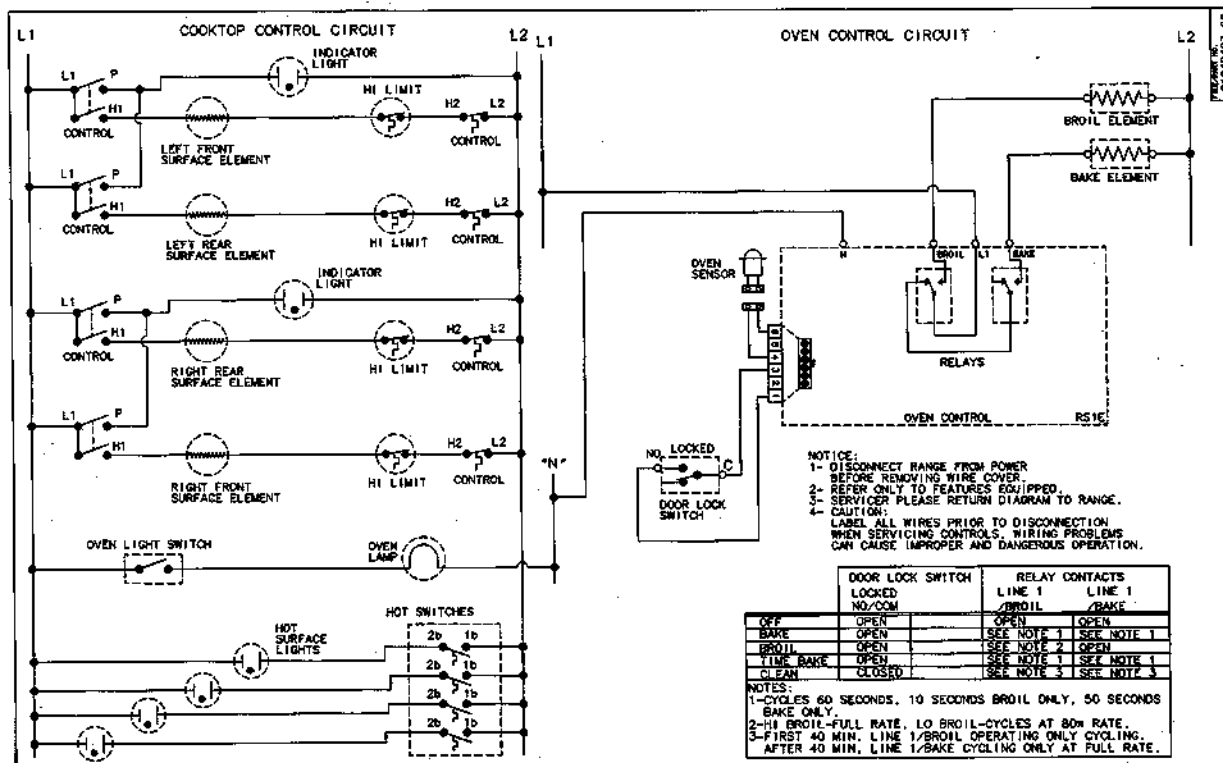 COOKTOP CONTROL CIRCUIT
OVEN CONTROL CIRCUIT
L1
L2
L1
L2
INDICATOR
LIGHT
L1
P
H1
CONTROL
LEFT FRONT
SURFACE ELEMENT
HI LIMIT
H2
L2
CONTROL
L1
P
H1
CONTROL
LEFT REAR
SURFACE ELEMENT
HI LIMIT
H2
L2
CONTROL
INDICATOR
LIGHT
L1
P
H1
CONTROL
RIGHT REAR
SURFACE ELEMENT
HI LIMIT
H2
L2
CONTROL
L1
P
H1
RIGHT FRONT
SURFACE ELEMENT
HI LIMIT
H2
L2
CONTROL
"N"
OVEN LIGHT SWITCH
OVEN
LAMP
HOT
SURFACE
LIGHTS
HOT SWITCHES
2b 1b
2b 1b
2b 1b
2b 1b
BROIL ELEMENT
BAKE ELEMENT
OVEN
SENSOR
N
BROIL
L1
BAKE
RELAYS
OVEN CONTROL
NO
LOCKED
C
DOOR LOCK
SWITCH
NOTICE:
1- DISCONNECT RANGE FROM POWER
BEFORE REMOVING WIRE COVER.
2- REFER ONLY TO FEATURES EQUIPPED.
3- SERVICER PLEASE RETURN DIAGRAM TO RANGE.
4- CAUTION:
LABEL ALL WIRES PRIOR TO DISCONNECTION
WHEN SERVICING CONTROLS. WIRING PROBLEMS
CAN CAUSE IMPROPER AND DANGEROUS OPERATION.
DOOR LOCK SWITCH RELAY CONTACTS
LOCKED LINE 1 LINE 1
NO/COM /BROIL /BAKE
OFF OPEN OPEN OPEN
BAKE OPEN SEE NOTE 1 SEE NOTE 1
BROIL OPEN SEE NOTE 2 OPEN
TIME BAKE OPEN SEE NOTE 1 SEE NOTE 1
CLEAN CLOSED SEE NOTE 3 SEE NOTE 3
NOTES:
1-CYCLES 60 SECONDS, 10 SECONDS BROIL ONLY, 50 SECONDS
BAKE ONLY.
2-HI BROIL-FULL RATE, LO BROIL-CYCLES AT 80% RATE.
3-FIRST 40 MIN. LINE 1/BROIL OPERATING ONLY CYCLING.
AFTER 40 MIN. LINE 1/BAKE CYCLING ONLY AT FULL RATE.